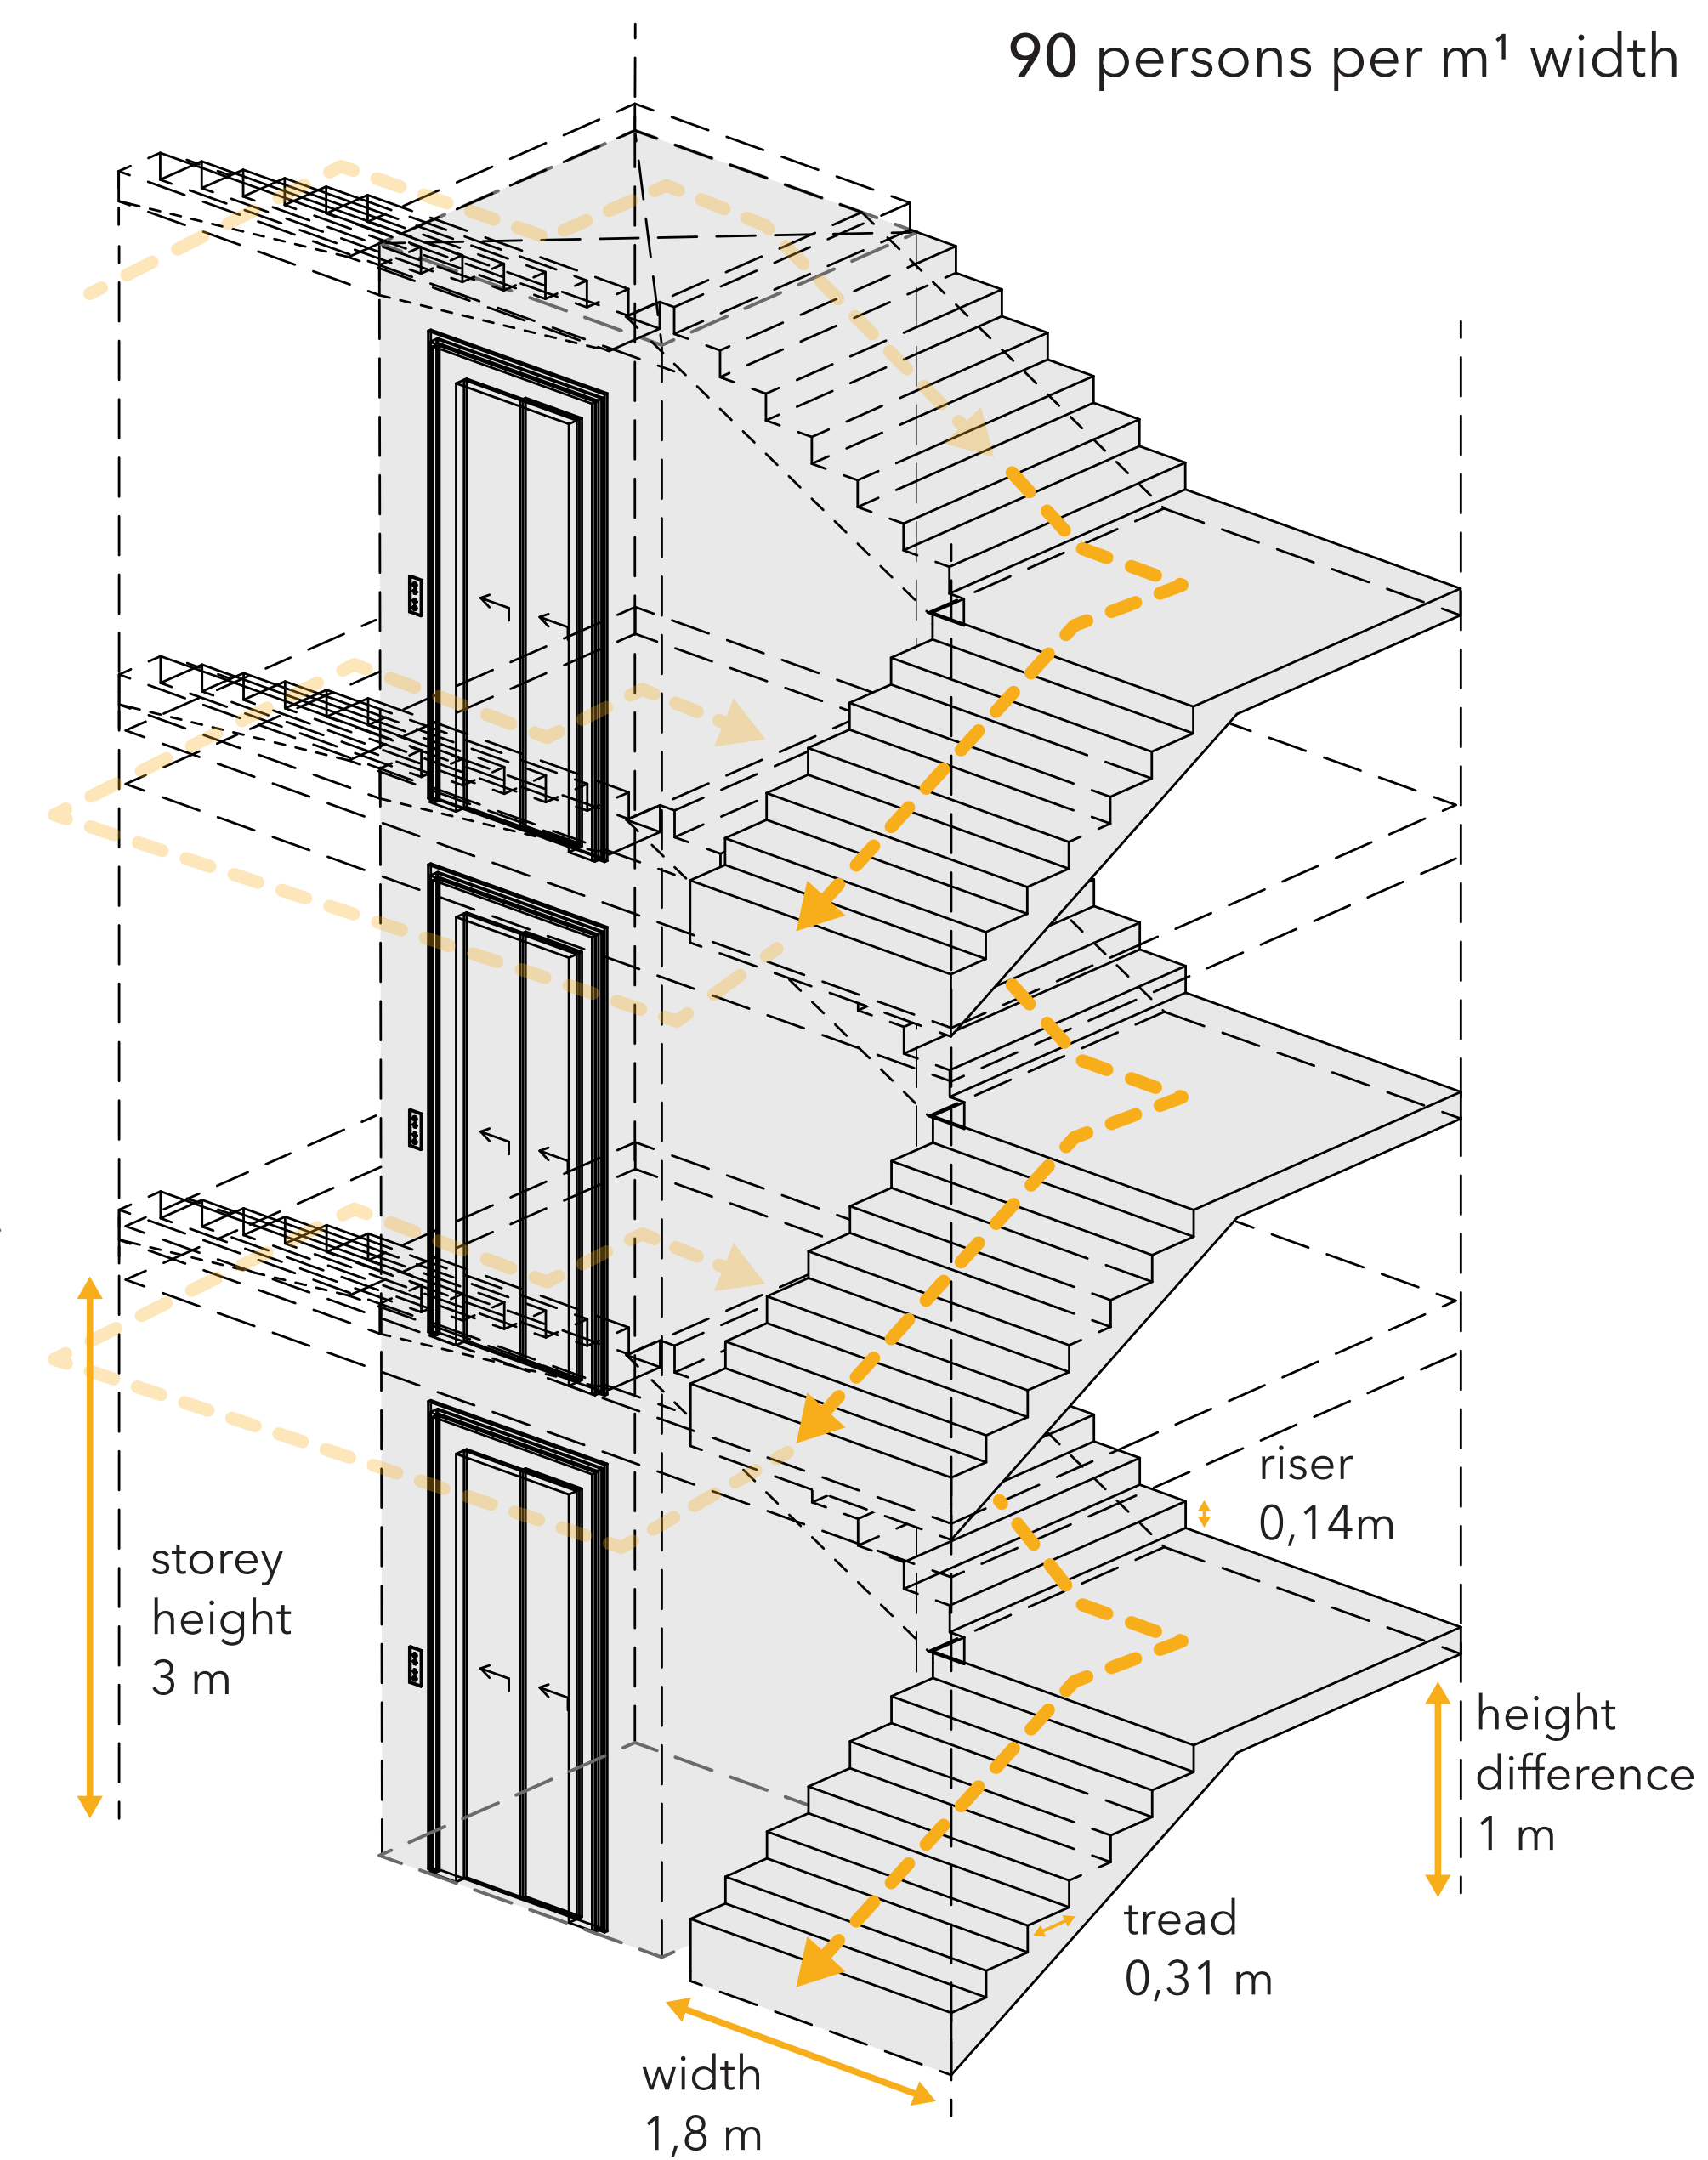 90 persons per m¹ width
riser
0,14m
storey
height
3 m
height
difference
1 m
tread
0,31 m
width
1,8 m